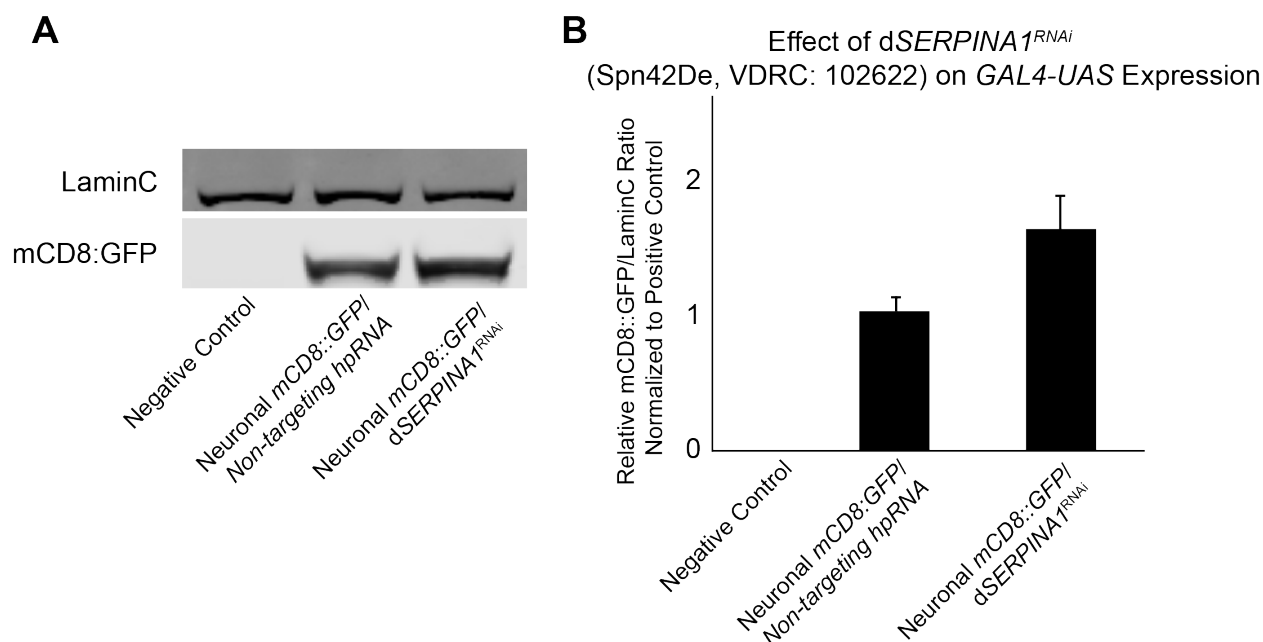 A
LaminC
mCD8:GFP
Negative Control
Neuronal mCD8::GFP/
Non-targeting hpRNA
Neuronal mCD8::GFP/
dSERPINA1RNAi
B
Effect of dSERPINA1RNAi
(Spn42De, VDRC: 102622) on GAL4-UAS Expression
Relative mCD8::GFP/LaminC Ratio
Normalized to Positive Control
2
1
0
Negative Control
Neuronal mCD8::GFP/
Non-targeting hpRNA
Neuronal mCD8::GFP/
dSERPINA1RNAi